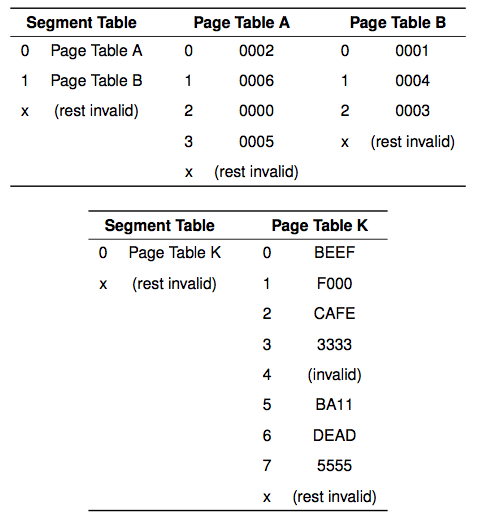 Segment Table Page Table A Page Table B
0 Page Table A 0 0002 0 0001
1 Page Table B 1 0006 1 0004
x (rest invalid) 2 0000 2 0003
3 0005 x (rest invalid)
x (rest invalid)
Segment Table Page Table K
0 Page Table K 0 BEEF
x (rest invalid) 1 F000
2 CAFE
3 3333
4 (invalid)
5 BA11
6 DEAD
7 5555
x (rest invalid)